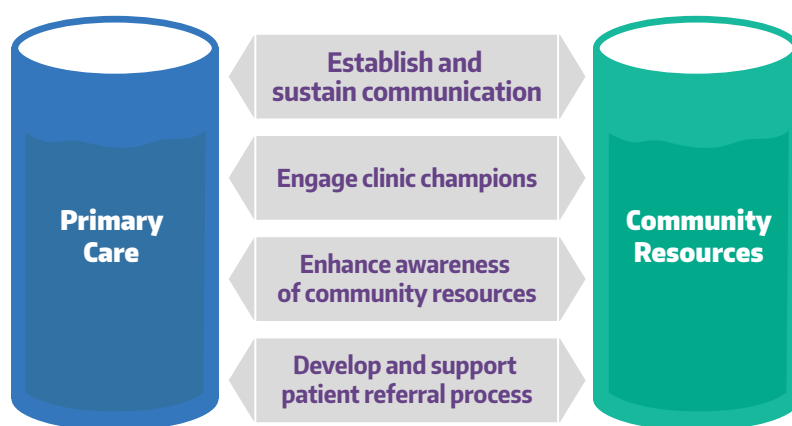 Establish and
sustain communication
Engage clinic champions
Primary
Care
Community
Resources
Enhance awareness
of community resources
Develop and support
patient referral process